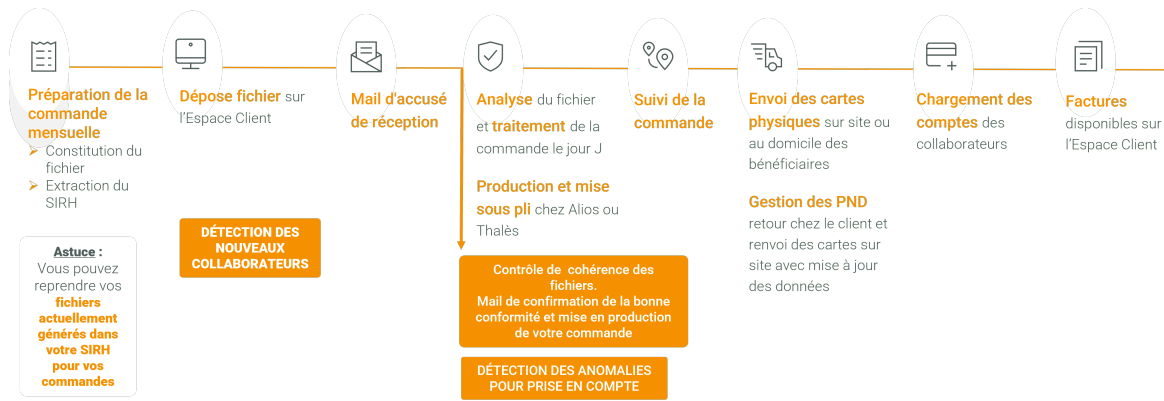 Préparation de la
commande
mensuelle
Constitution du
fichier
Extraction du
SIRH
Astuce :
Vous pouvez
reprendre vos
fichiers
actuellement
générés dans
votre SIRH
pour vos
commandes
Dépose fichier sur
l'Espace Client
DÉTECTION DES
NOUVEAUX
COLLABORATEURS
Mail d'accusé
de réception
Analyse du fichier
et traitement de la
commande le jour J
Production et mise
sous pli chez Alios ou
Thalès
Contrôle de cohérence des
fichiers.
Mail de confirmation de la bonne
conformité et mise en production
de votre commande
DÉTECTION DES ANOMALIES
POUR PRISE EN COMPTE
Suivi de la
commande
Envoi des cartes
physiques sur site ou
au domicile des
bénéficiaires
Gestion des PND
retour chez le client et
renvoi des cartes sur
site avec mise à jour
des données
Chargement des
comptes des
collaborateurs
Factures
disponibles sur
l'Espace Client